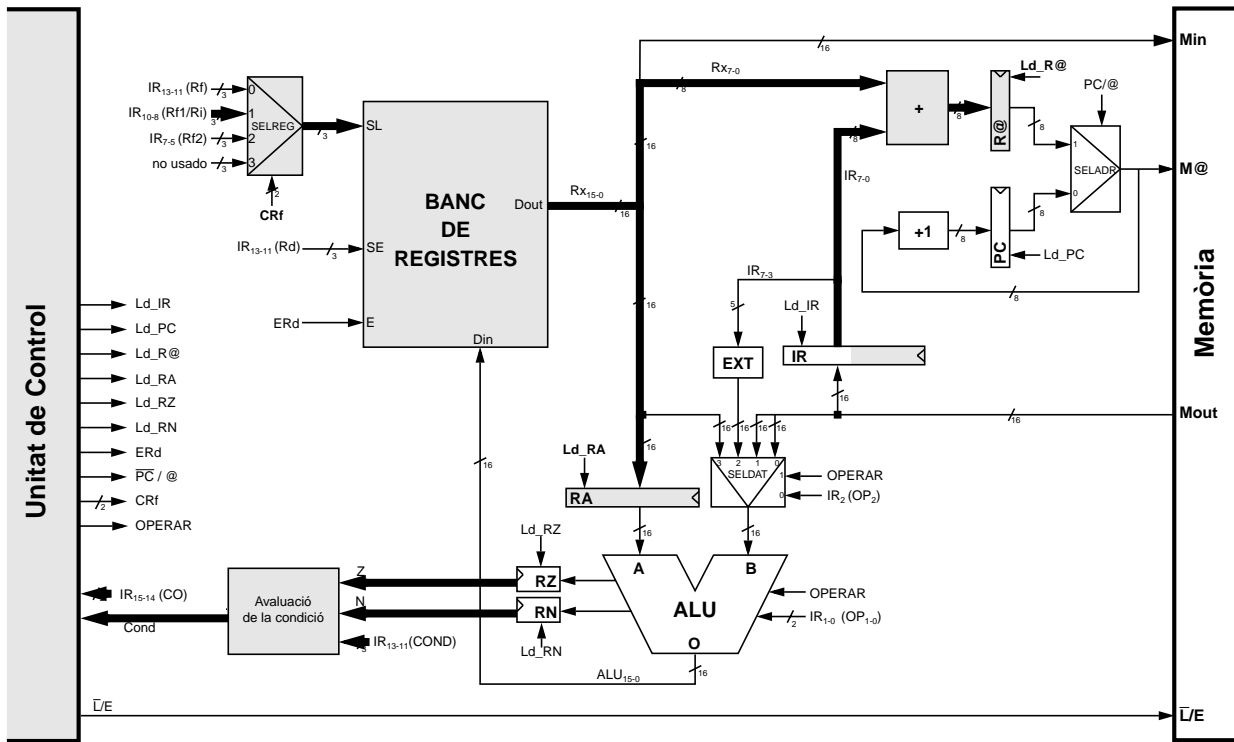 Unitat de Control
Ld_IR
Ld_PC
Ld_R@
Ld_RA
Ld_RZ
Ld_RN
ERd
PC / @
2
CRf
OPERAR
IR15-14 (CO)
Cond
L/E
IR13-11 (Rf)
3
0
IR10-8 (Rf1/Ri)
3
1
IR7-5 (Rf2)
3
2
no usado
3
3
SELREG
2
CRf
3
SL
BANC
DE
REGISTRES
Dout
SE
E
Din
IR13-11 (Rd)
3
ERd
Rx15-0
16
16
16
16
16
Rx7-0
8
16
Min
+
8
8
IR7-0
Ld_R@
R@
8
PC/@
1
0
SELADR
M@
+1
8
PC
8
Ld_PC
8
IR7-3
5
EXT
Ld_IR
IR
16
16
Mout
16
16
16
16
3
2
1
0
SELDAT
1
0
OPERAR
IR2 (OP2)
Ld_RA
RA
16
16
A
B
ALU
O
OPERAR
2
IR1-0 (OP1-0)
Ld_RZ
RZ
RN
Ld_RN
Z
N
Avaluació
de la condició
IR13-11(COND)
3
ALU15-0
16
Memòria
L/E